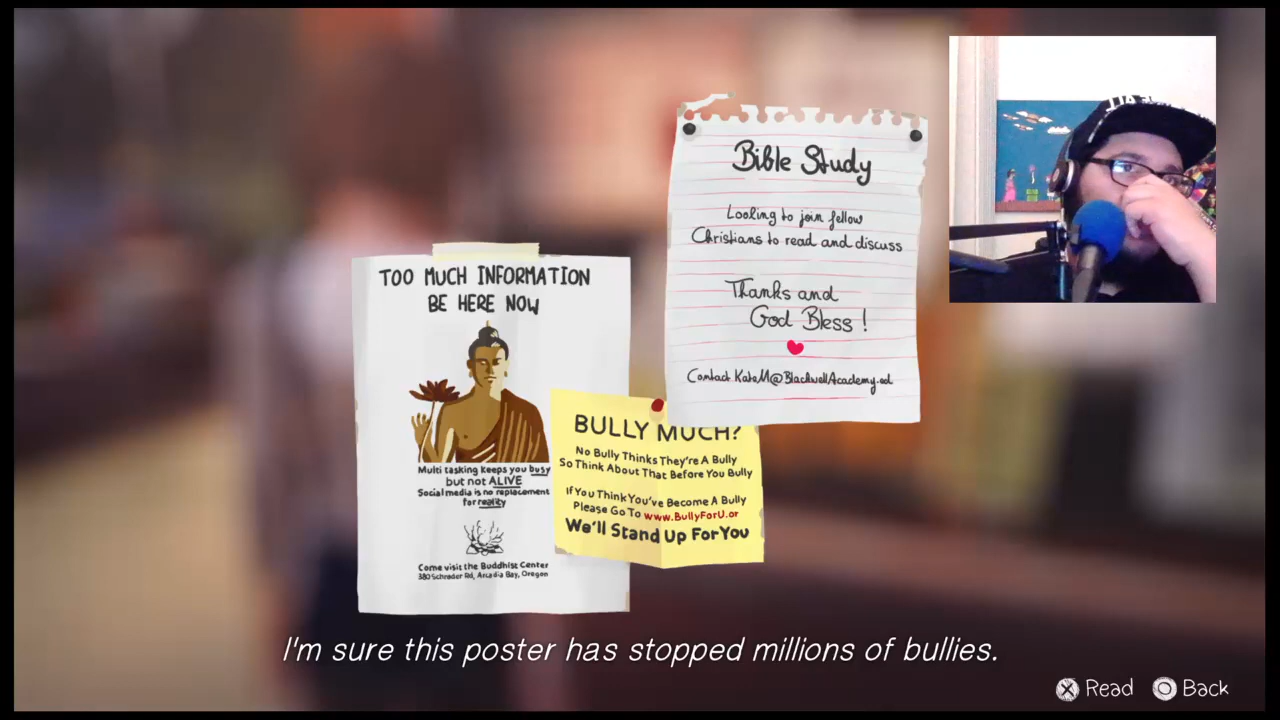 TOO MUCH INFORMATION
BE HERE NOW
Multi tasking keeps you busy
but not ALIVE
Social media is no replacement
for reality
Come visit the Buddhist Center
380 Schrader Rd, Arcadia Bay, Oregon
Bible Study
Looling to join fellow
Christians to read and discuss
Thanks and
God Bless !
Contact KateM@BlackwellAcademy.ed
BULLY MUCH?
No Bully Thinks They're A Bully
So Think About That Before You Bully
If You Think You've Become A Bully
Please Go To www.BullyForU.or
We'll Stand Up For You
I'm sure this poster has stopped millions of bullies.
Read
Back